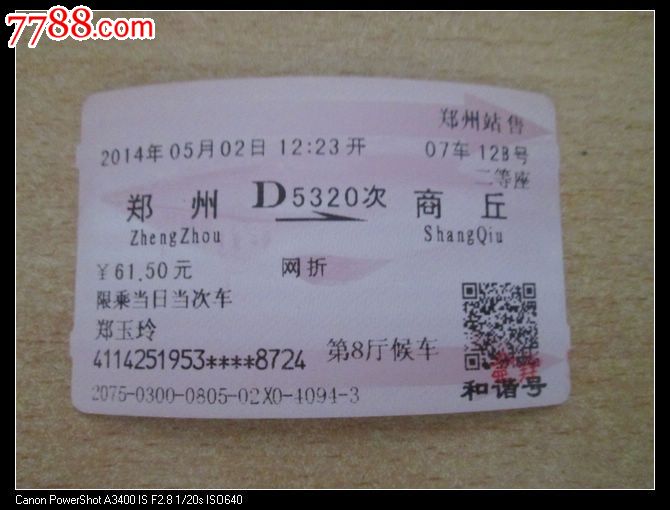 7788.com
郑州站售
2014年05月02日 12:23开 07车 12B号
二等座
郑州 D5320次 商丘
ZhengZhou ShangQiu
￥61.50元 网折
限乘当日当次车
郑玉玲
4114251953****8724 第8厅候车
和谐号
2075-0300-0805-02X0-4094-3
Canon PowerShot A3400 IS F2.8 1/20s ISO640